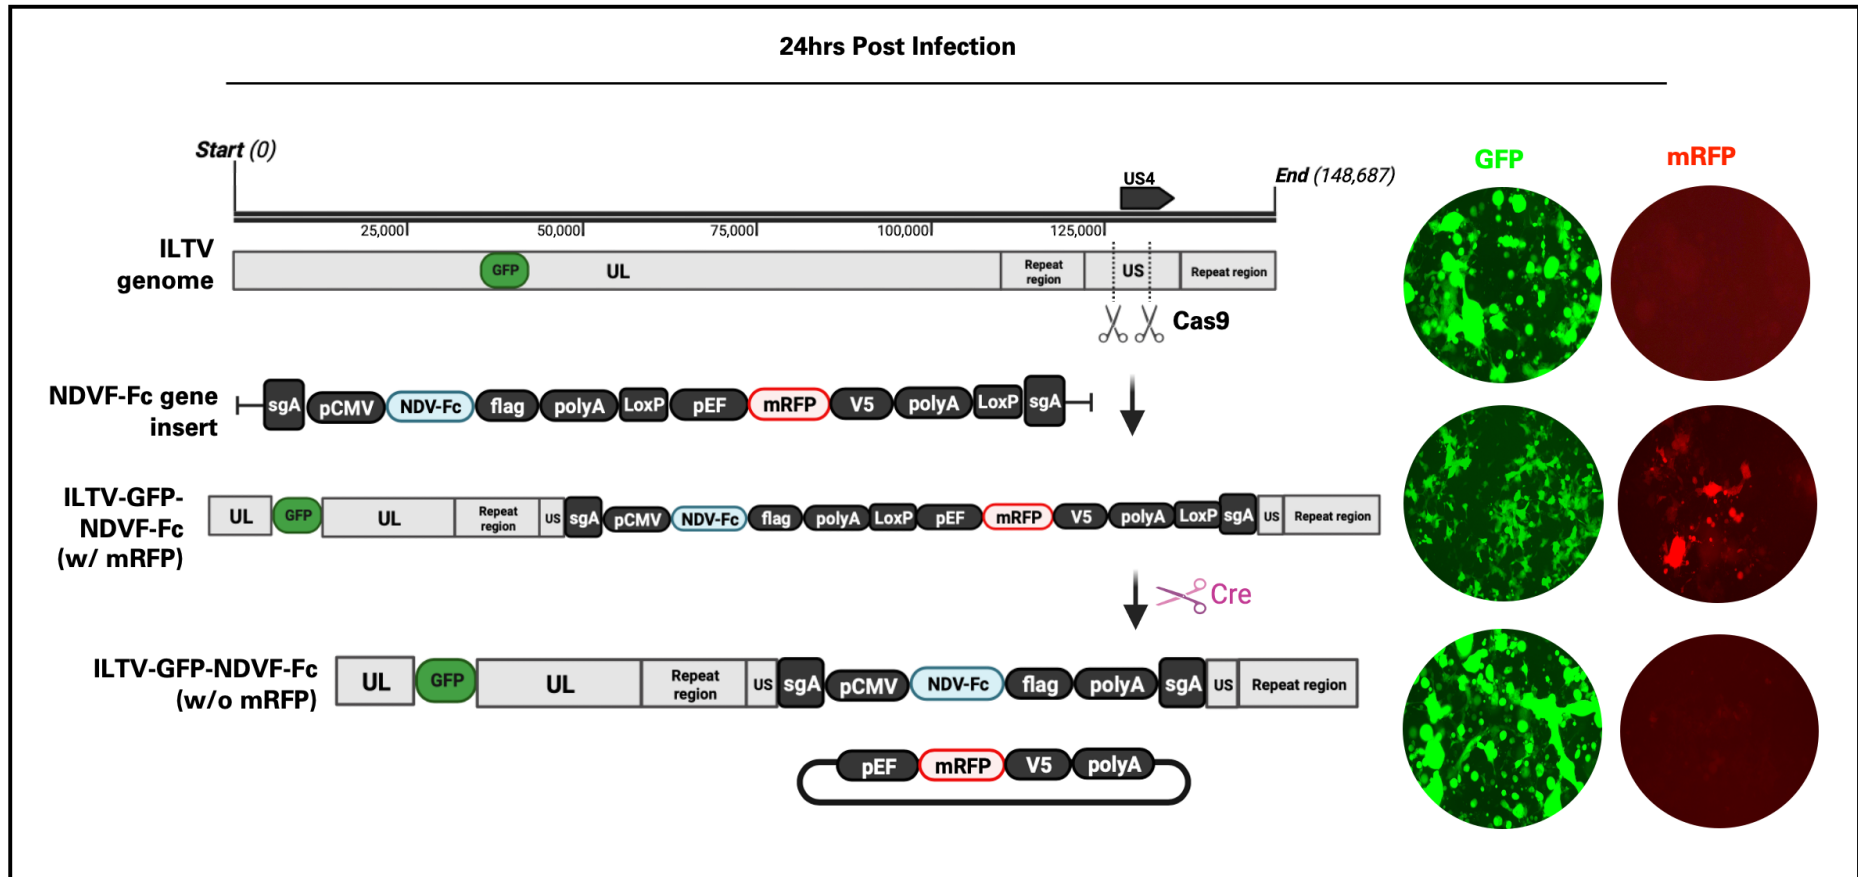 24hrs Post Infection
Start (0)
US4
End (148,687)
GFP
mRFP
25,000
50,000
75,000
100,000
125,000
ILTV
genome
GFP
UL
Repeat
region
US
Repeat region
Cas9
NDVF-Fc gene
insert
sgA
pCMV
NDV-Fc
flag
polyA
LoxP
pEF
mRFP
V5
polyA
LoxP
sgA
ILTV-GFP-
NDVF-Fc
(w/ mRFP)
UL
GFP
UL
Repeat
region
US
sgA
pCMV
NDV-Fc
flag
polyA
LoxP
pEF
mRFP
V5
polyA
LoxP
sgA
US
Repeat region
Cre
ILTV-GFP-NDVF-Fc
(w/o mRFP)
UL
GFP
UL
Repeat
region
US
sgA
pCMV
NDV-Fc
flag
polyA
sgA
US
Repeat region
pEF
mRFP
V5
polyA